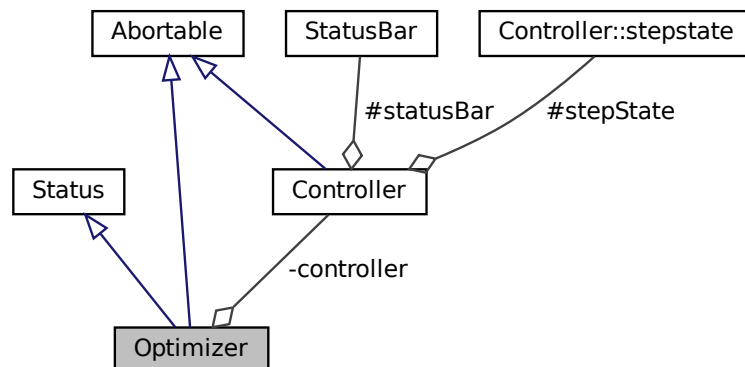 Abortable
StatusBar
Controller::stepstate
#statusBar
#stepState
Status
Controller
-controller
Optimizer